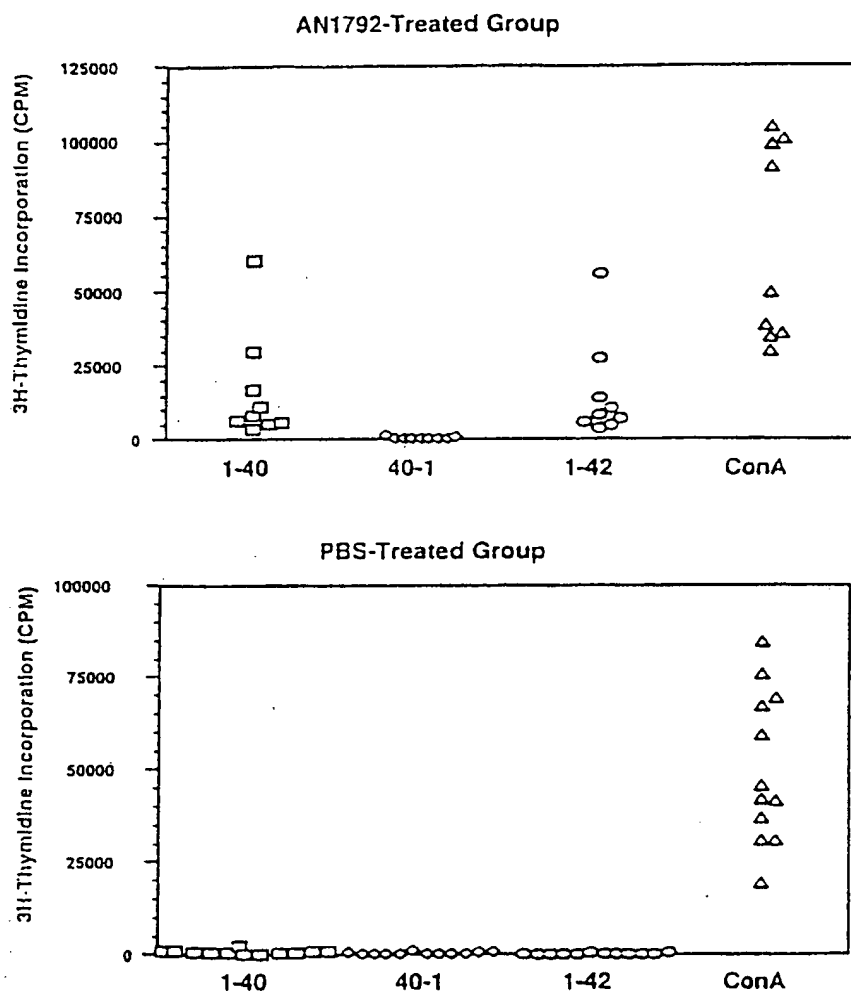 AN1792-Treated Group
3H-Thymidine Incorporation (CPM)
125000
100000
75000
50000
25000
0
1-40 40-1 1-42 ConA
PBS-Treated Group
3H-Thymidine Incorporation (CPM)
100000
75000
50000
25000
0
1-40 40-1 1-42 ConA